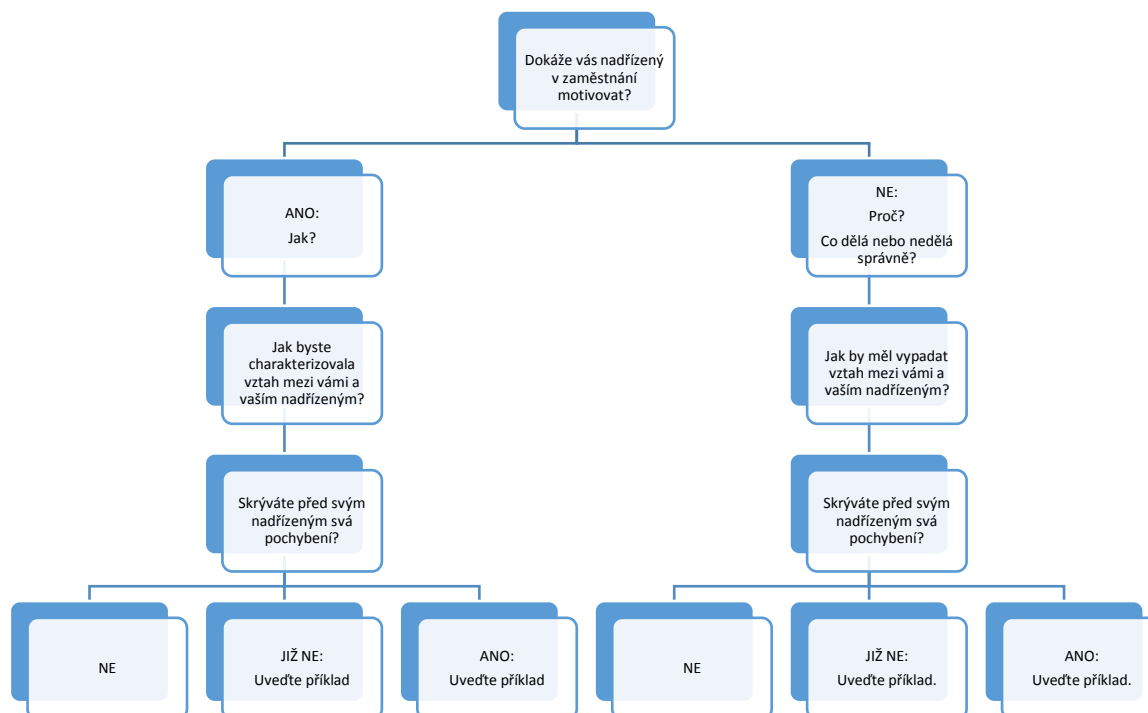 Dokáže vás nadřízený
v zaměstnání
motivovat?
ANO:
Jak?
NE:
Proč?
Co dělá nebo nedělá
správně?
Jak byste
charakterizovala
vztah mezi vámi a
vaším nadřízeným?
Jak by měl vypadat
vztah mezi vámi a
vaším nadřízeným?
Skrýváte před svým
nadřízeným svá
pochybení?
Skrýváte před svým
nadřízeným svá
pochybení?
NE
JIŽ NE:
Uveďte příklad
ANO:
Uveďte příklad
NE
JIŽ NE:
Uveďte příklad.
ANO:
Uveďte příklad.